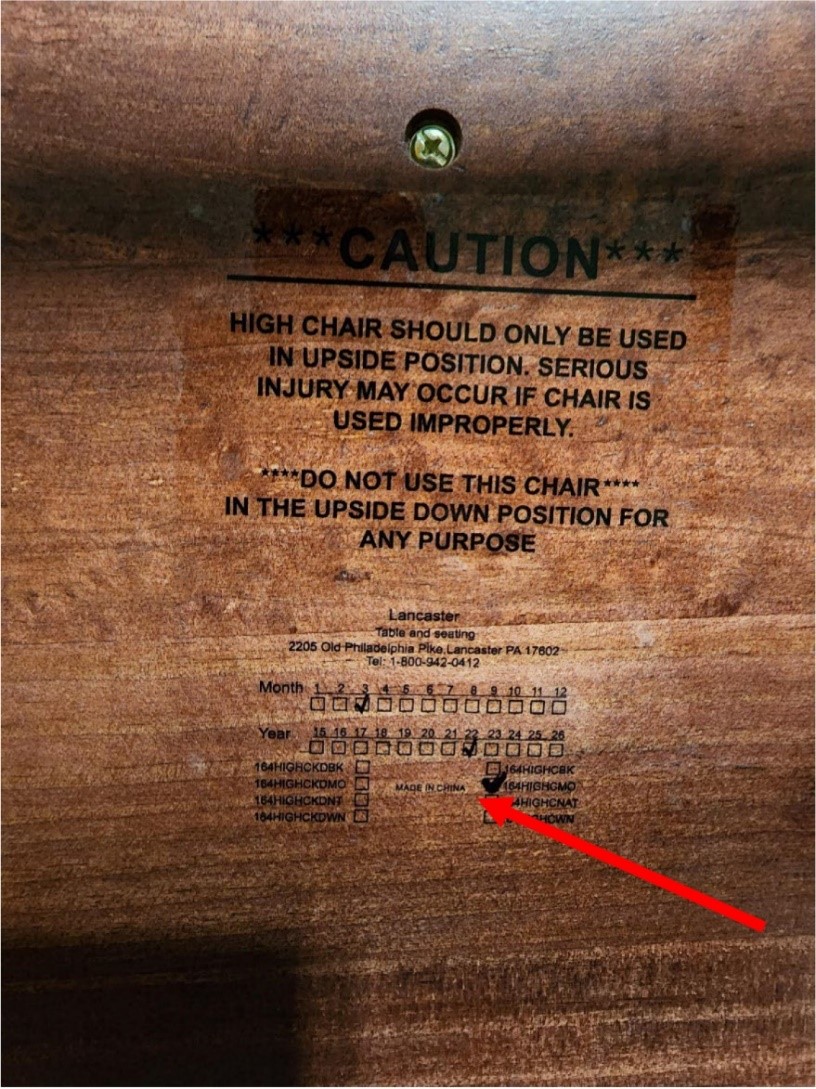 ***CAUTION***
HIGH CHAIR SHOULD ONLY BE USED
IN UPSIDE POSITION. SERIOUS
INJURY MAY OCCUR IF CHAIR IS
USED IMPROPERLY.
****DO NOT USE THIS CHAIR****
IN THE UPSIDE DOWN POSITION FOR
ANY PURPOSE
Lancaster
Table and seating
2205 Old Philadelphia Pike,Lancaster PA 17602
Tel: 1-800-942-0412
Month 1 2 3 4 5 6 7 8 9 10 11 12
Year 15 16 17 18 19 20 21 22 23 24 25 26
164HIGHCKDBK 164HIGHCBK
164HIGHCKDMO MADE IN CHINA 164HIGHCMO
164HIGHCKDNT 164HIGHCNAT
164HIGHCKDWN